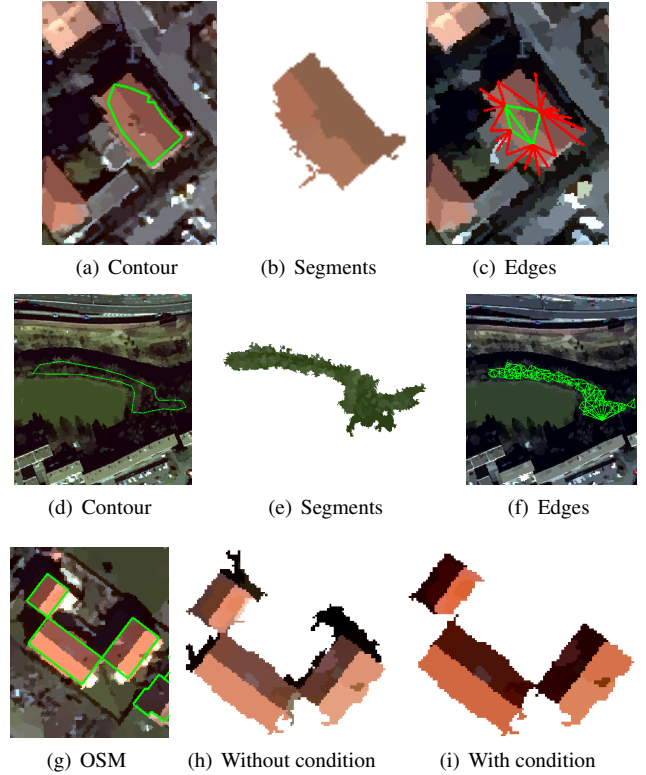 (a) Contour
(b) Segments
(c) Edges
(d) Contour
(e) Segments
(f) Edges
(g) OSM
(h) Without condition
(i) With condition